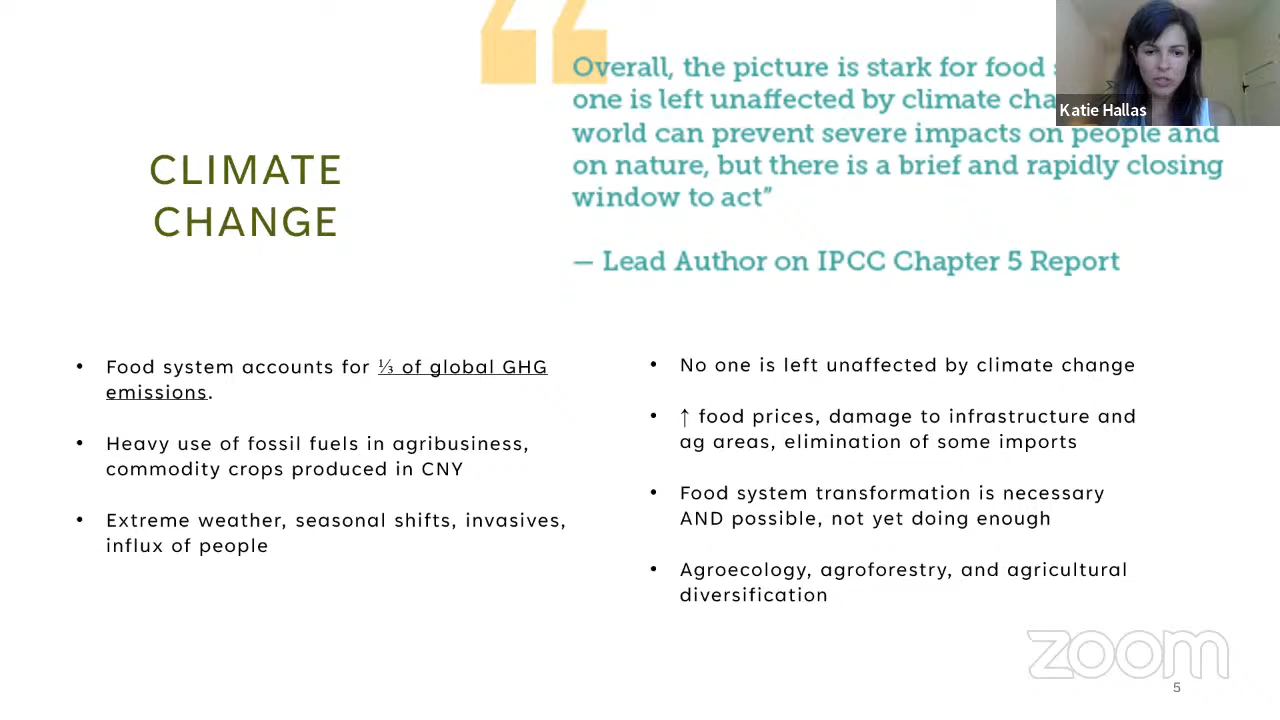 Overall, the picture is stark for food
one is left unaffected by climate
world can prevent severe impacts on people and
on nature, but there is a brief and rapidly closing
window to act”
— Lead Author on IPCC Chapter 5 Report
Katie Hallas
CLIMATE
CHANGE
• Food system accounts for ⅓ of global GHG
emissions.
• Heavy use of fossil fuels in agribusiness,
commodity crops produced in CNY
• Extreme weather, seasonal shifts, invasives,
influx of people
• No one is left unaffected by climate change
• ↑ food prices, damage to infrastructure and
ag areas, elimination of some imports
• Food system transformation is necessary
AND possible, not yet doing enough
• Agroecology, agroforestry, and agricultural
diversification
zoom
5